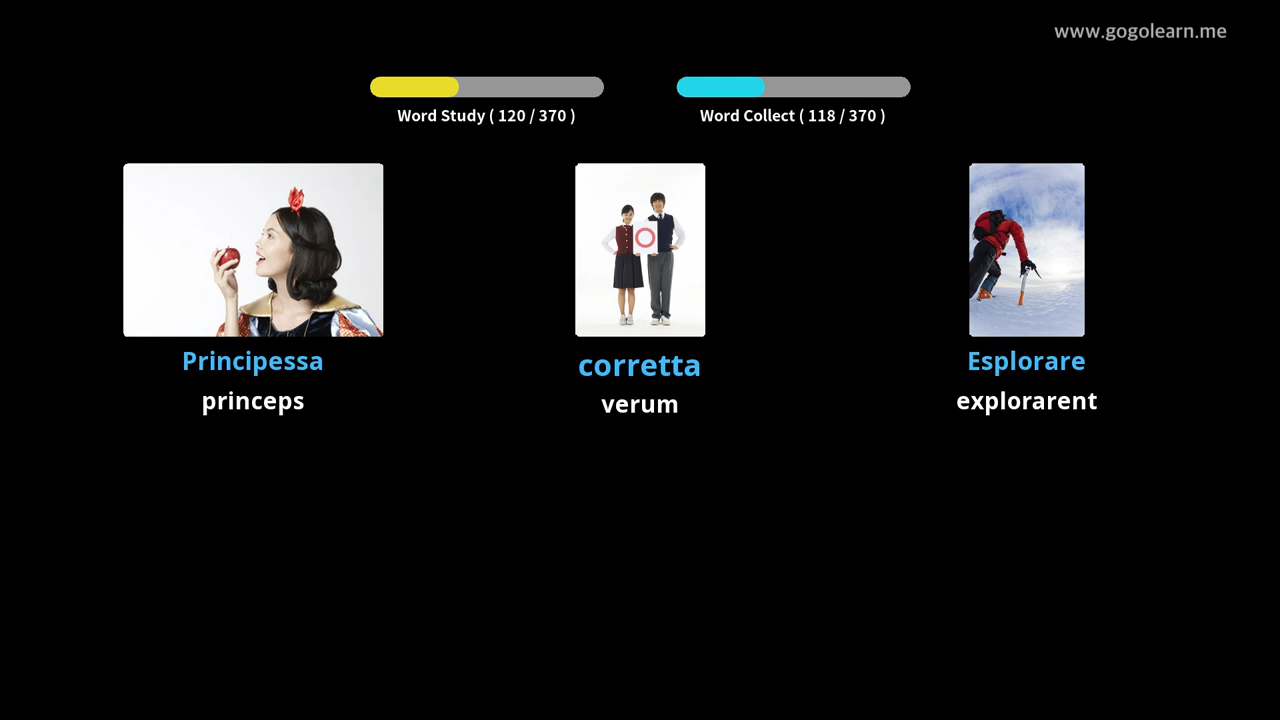 www.gogolearn.me
Word Study ( 120 / 370 )
Word Collect ( 118 / 370 )
Principessa
princeps
corretta
verum
Esplorare
explorarent